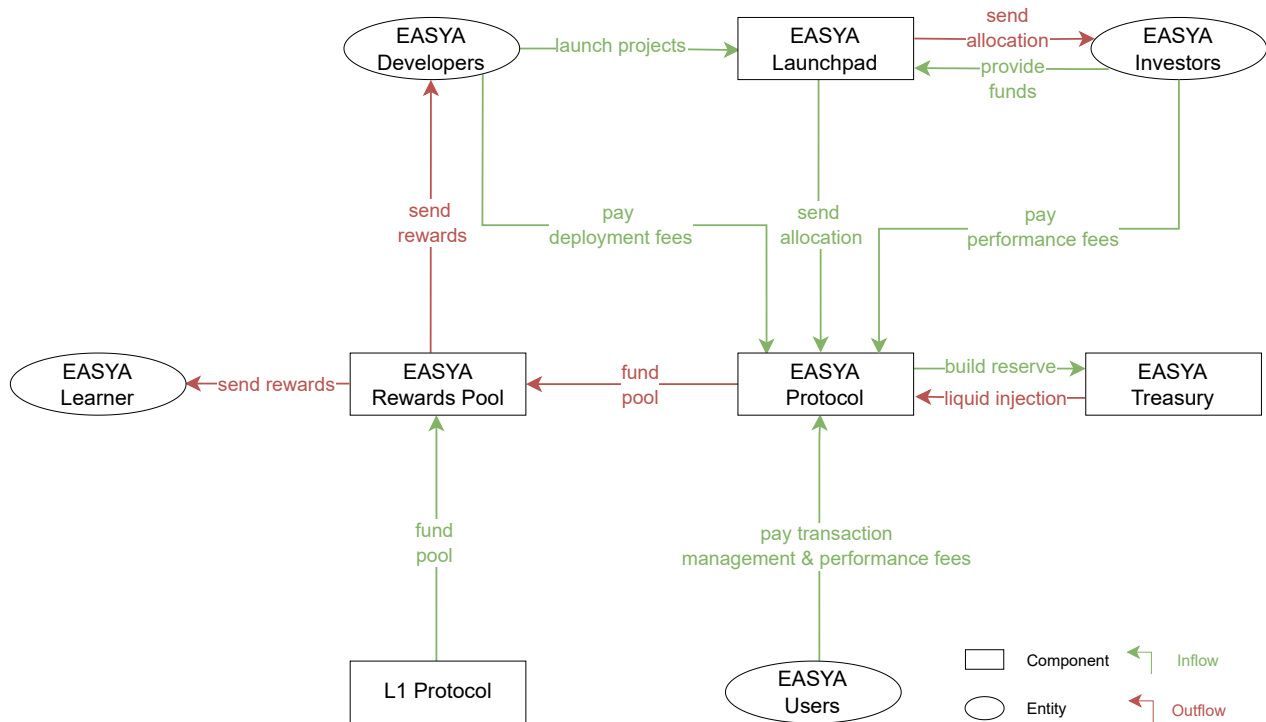 EASYA
Developers
launch projects
EASYA
Launchpad
send
allocation
provide
funds
EASYA
Investors
send
rewards
pay
deployment fees
send
allocation
pay
performance fees
EASYA
Learner
send rewards
EASYA
Rewards Pool
fund
pool
EASYA
Protocol
build reserve
liquid injection
EASYA
Treasury
fund
pool
pay transaction
management & performance fees
L1 Protocol
EASYA
Users
Component
Inflow
Entity
Outflow